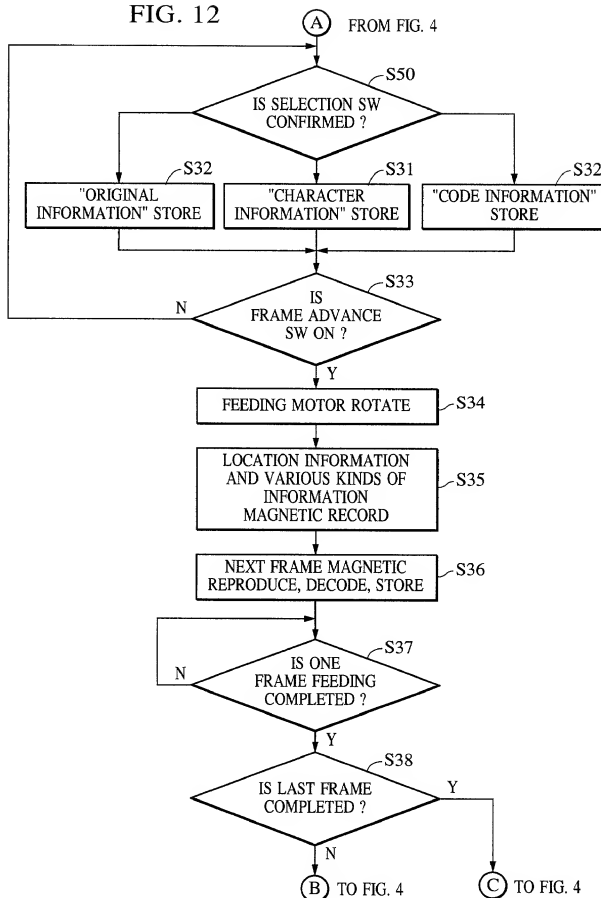 FIG. 12
A FROM FIG. 4
S50
IS SELECTION SW
CONFIRMED ?
S32
"ORIGINAL
INFORMATION" STORE
S31
"CHARACTER
INFORMATION" STORE
S32
"CODE INFORMATION"
STORE
S33
N
IS
FRAME ADVANCE
SW ON ?
Y
FEEDING MOTOR ROTATE
S34
LOCATION INFORMATION
AND VARIOUS KINDS OF
INFORMATION
MAGNETIC RECORD
S35
NEXT FRAME MAGNETIC
REPRODUCE, DECODE, STORE
S36
S37
N
IS ONE
FRAME FEEDING
COMPLETED ?
Y
S38
IS LAST FRAME
COMPLETED ?
Y
N
B TO FIG. 4
C TO FIG. 4